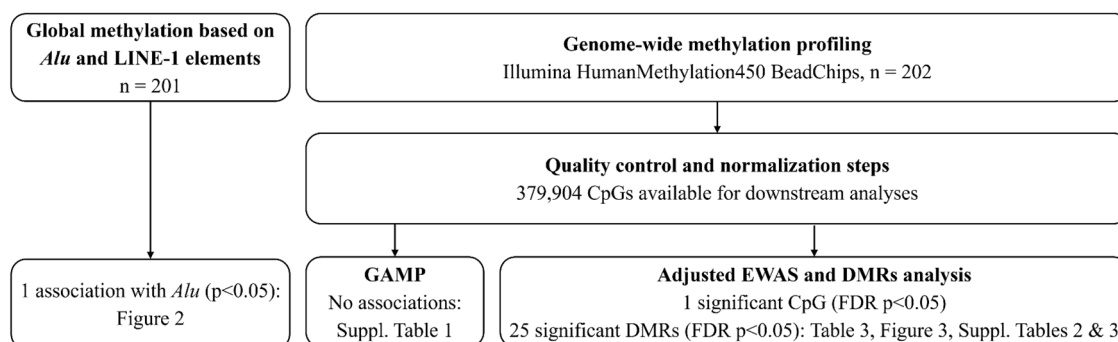 Global methylation based on
Alu and LINE-1 elements
n = 201
Genome-wide methylation profiling
Illumina HumanMethylation450 BeadChips, n = 202
Quality control and normalization steps
379,904 CpGs available for downstream analyses
1 association with Alu (p<0.05):
Figure 2
GAMP
No associations:
Suppl. Table 1
Adjusted EWAS and DMRs analysis
1 significant CpG (FDR p<0.05)
25 significant DMRs (FDR p<0.05): Table 3, Figure 3, Suppl. Tables 2 & 3